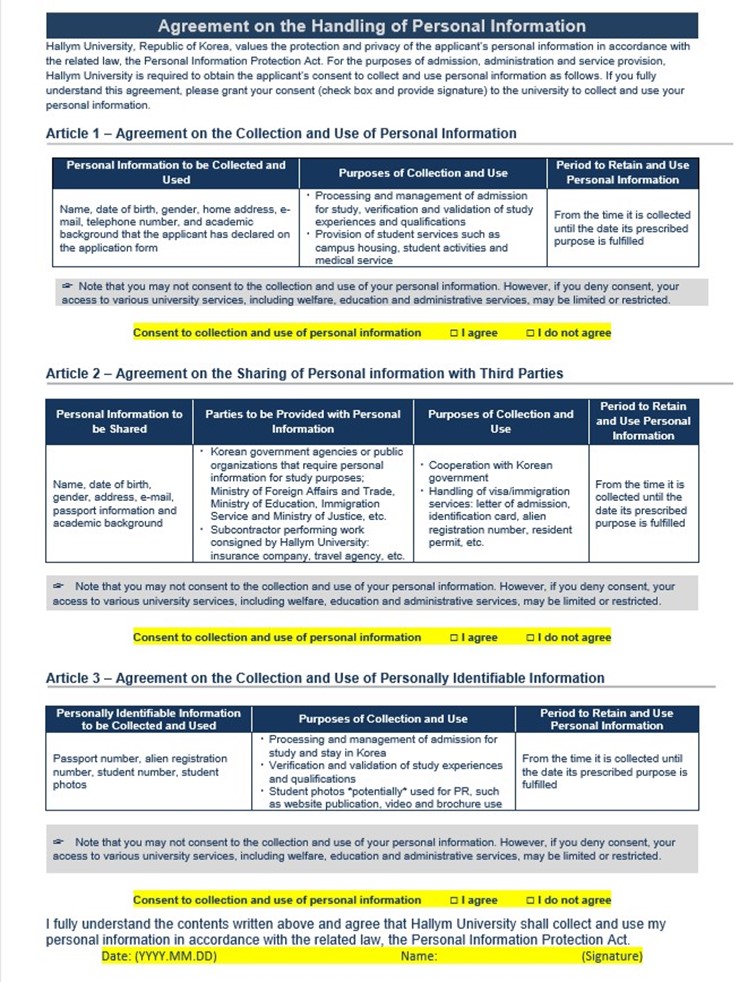 Agreement on the Handling of Personal Information
Hallym University, Republic of Korea, values the protection and privacy of the applicant's personal information in accordance with
the related law, the Personal Information Protection Act. For the purposes of admission, administration and service provision,
Hallym University is required to obtain the applicant's consent to collect and use personal information as follows. If you fully
understand this agreement, please grant your consent (check box and provide signature) to the university to collect and use your
personal information.
Article 1 – Agreement on the Collection and Use of Personal Information
Personal Information to be Collected and
Used
Purposes of Collection and Use
Period to Retain and Use
Personal Information
Name, date of birth, gender, home address, e-
mail, telephone number, and academic
background that the applicant has declared on
the application form
· Processing and management of admission
for study, verification and validation of study
experiences and qualifications
· Provision of student services such as
campus housing, student activities and
medical service
From the time it is collected
until the date its prescribed
purpose is fulfilled
☞ Note that you may not consent to the collection and use of your personal information. However, if you deny consent, your
access to various university services, including welfare, education and administrative services, may be limited or restricted.
Consent to collection and use of personal information □ I agree □ I do not agree
Article 2 – Agreement on the Sharing of Personal information with Third Parties
Personal Information to
be Shared
Parties to be Provided with Personal
Information
Purposes of Collection and
Use
Period to Retain
and Use Personal
Information
Name, date of birth,
gender, address, e-mail,
passport information and
academic background
· Korean government agencies or public
organizations that require personal
information for study purposes;
Ministry of Foreign Affairs and Trade,
Ministry of Education, Immigration
Service and Ministry of Justice, etc.
· Subcontractor performing work
consigned by Hallym University:
insurance company, travel agency, etc.
· Cooperation with Korean
government
· Handling of visa/immigration
services: letter of admission,
identification card, alien
registration number, resident
permit, etc.
From the time it is
collected until the
date its prescribed
purpose is fulfilled
☞ Note that you may not consent to the collection and use of your personal information. However, if you deny consent, your
access to various university services, including welfare, education and administrative services, may be limited or restricted.
Consent to collection and use of personal information □ I agree □ I do not agree
Article 3 – Agreement on the Collection and Use of Personally Identifiable Information
Personally Identifiable Information
to be Collected and Used
Purposes of Collection and Use
Period to Retain and Use
Personal Information
Passport number, alien registration
number, student number, student
photos
· Processing and management of admission for
study and stay in Korea
· Verification and validation of study experiences
and qualifications
· Student photos *potentially* used for PR, such
as website publication, video and brochure use
From the time it is collected until
the date its prescribed purpose is
fulfilled
☞ Note that you may not consent to the collection and use of your personal information. However, if you deny consent, your
access to various university services, including welfare, education and administrative services, may be limited or restricted.
Consent to collection and use of personal information □ I agree □ I do not agree
I fully understand the contents written above and agree that Hallym University shall collect and use my
personal information in accordance with the related law, the Personal Information Protection Act.
Date: (YYYY.MM.DD) Name: (Signature)